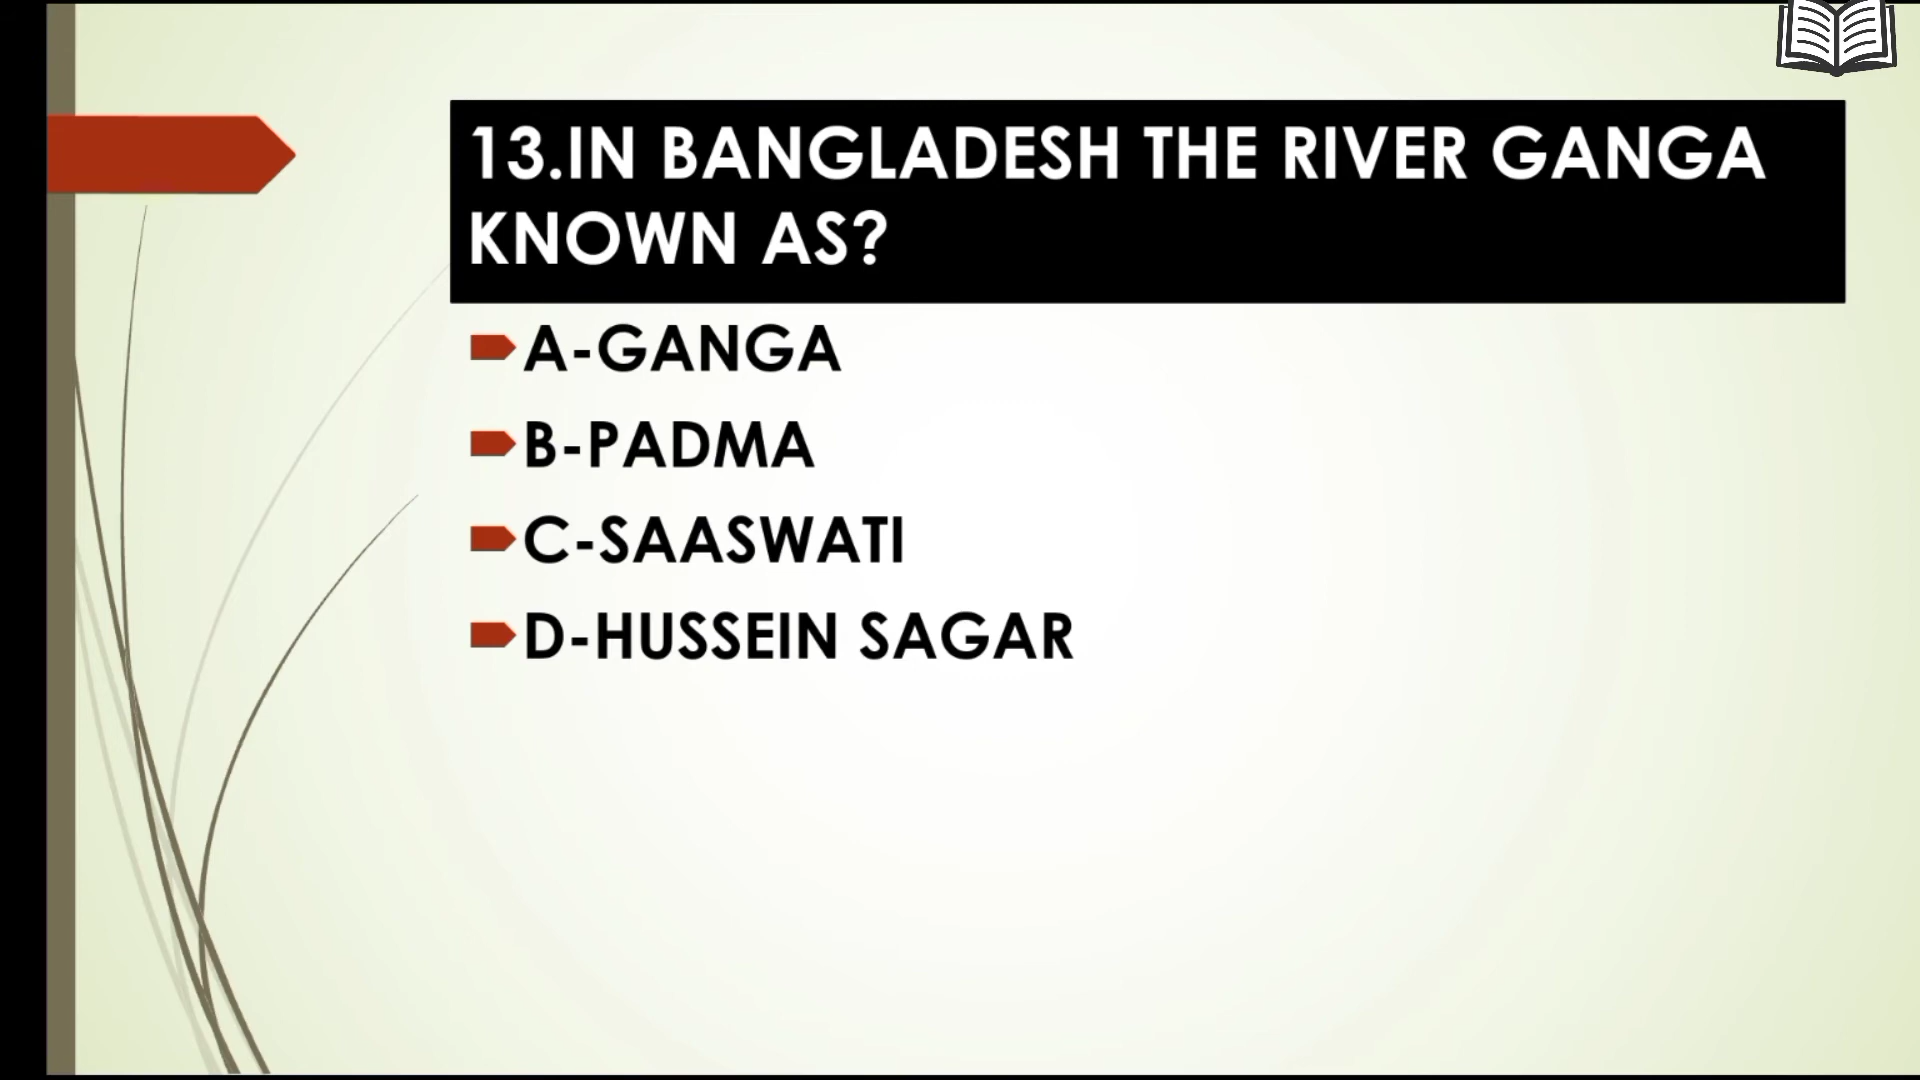 13.IN BANGLADESH THE RIVER GANGA
KNOWN AS?
A-GANGA
B-PADMA
C-SAASWATI
D-HUSSEIN SAGAR